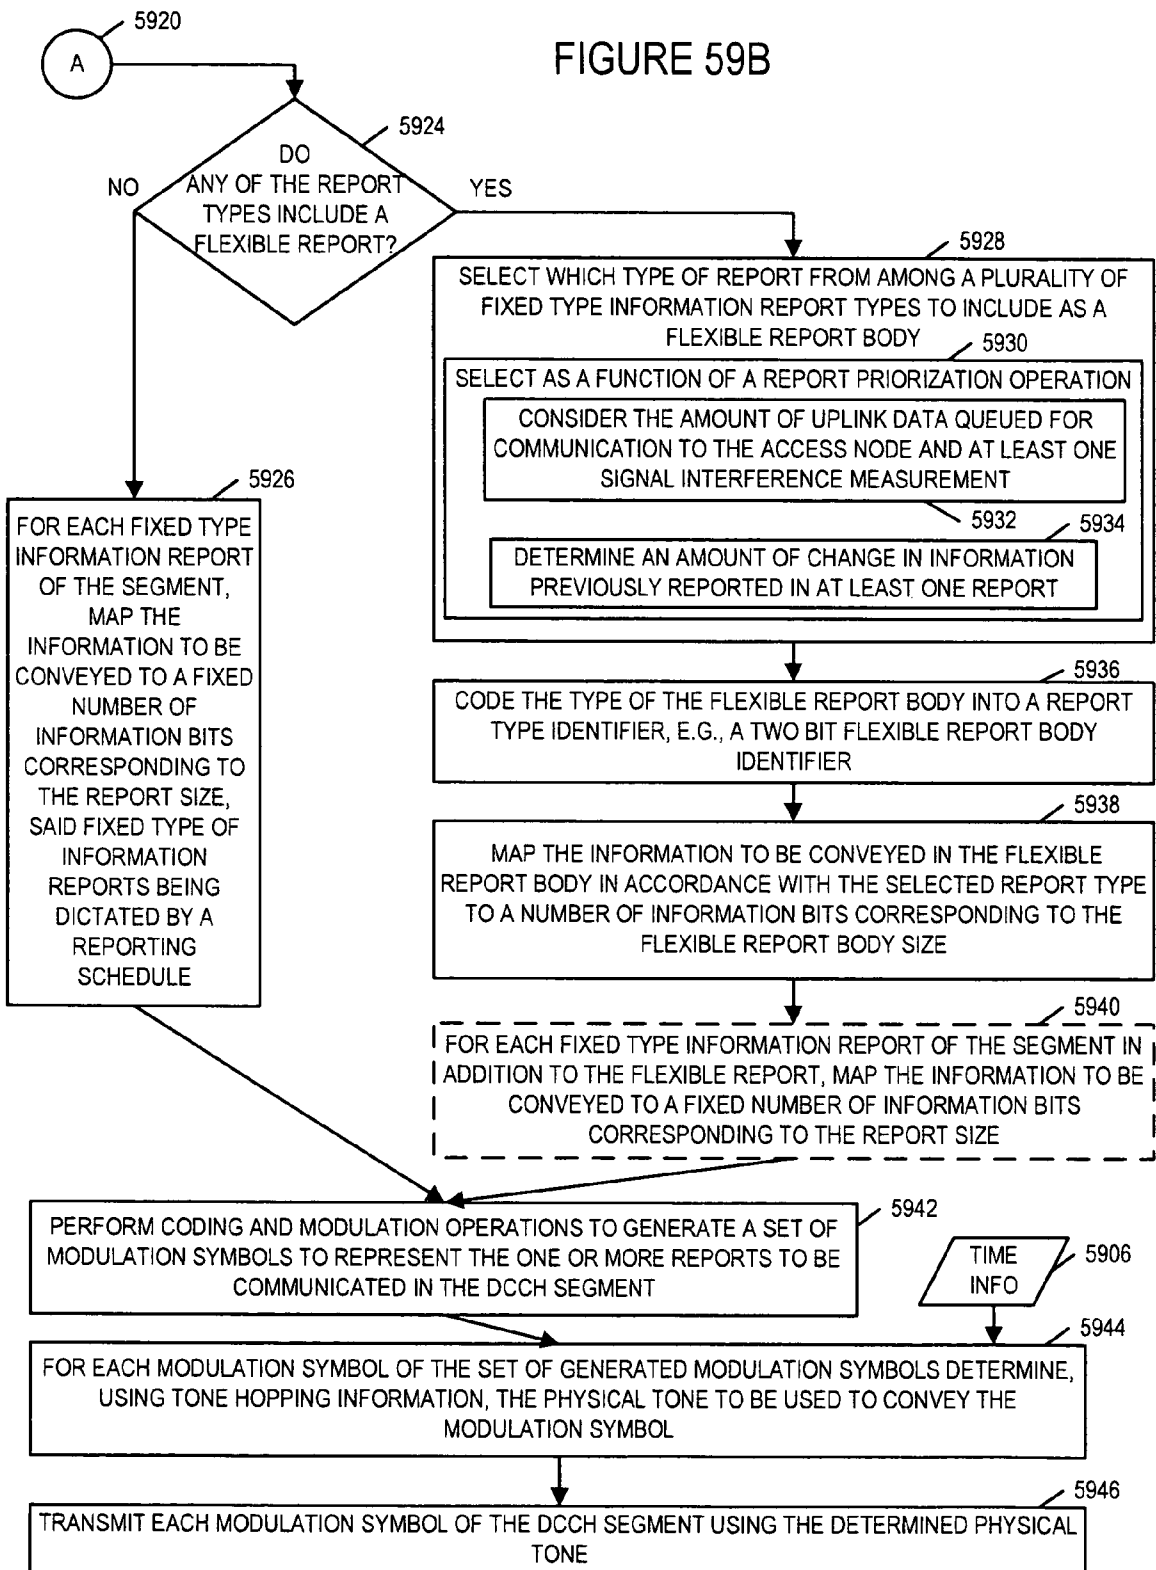 5920
A
FIGURE 59B
5924
DO
ANY OF THE REPORT
TYPES INCLUDE A
FLEXIBLE REPORT?
NO
YES
5928
SELECT WHICH TYPE OF REPORT FROM AMONG A PLURALITY OF
FIXED TYPE INFORMATION REPORT TYPES TO INCLUDE AS A
FLEXIBLE REPORT BODY
5930
SELECT AS A FUNCTION OF A REPORT PRIORIZATION OPERATION
CONSIDER THE AMOUNT OF UPLINK DATA QUEUED FOR
COMMUNICATION TO THE ACCESS NODE AND AT LEAST ONE
SIGNAL INTERFERENCE MEASUREMENT
5932
5934
DETERMINE AN AMOUNT OF CHANGE IN INFORMATION
PREVIOUSLY REPORTED IN AT LEAST ONE REPORT
5926
FOR EACH FIXED TYPE
INFORMATION REPORT
OF THE SEGMENT,
MAP THE
INFORMATION TO BE
CONVEYED TO A FIXED
NUMBER OF
INFORMATION BITS
CORRESPONDING TO
THE REPORT SIZE,
SAID FIXED TYPE OF
INFORMATION
REPORTS BEING
DICTATED BY A
REPORTING
SCHEDULE
5936
CODE THE TYPE OF THE FLEXIBLE REPORT BODY INTO A REPORT
TYPE IDENTIFIER, E.G., A TWO BIT FLEXIBLE REPORT BODY
IDENTIFIER
5938
MAP THE INFORMATION TO BE CONVEYED IN THE FLEXIBLE
REPORT BODY IN ACCORDANCE WITH THE SELECTED REPORT TYPE
TO A NUMBER OF INFORMATION BITS CORRESPONDING TO THE
FLEXIBLE REPORT BODY SIZE
5940
FOR EACH FIXED TYPE INFORMATION REPORT OF THE SEGMENT IN
ADDITION TO THE FLEXIBLE REPORT, MAP THE INFORMATION TO BE
CONVEYED TO A FIXED NUMBER OF INFORMATION BITS
CORRESPONDING TO THE REPORT SIZE
5942
PERFORM CODING AND MODULATION OPERATIONS TO GENERATE A SET OF
MODULATION SYMBOLS TO REPRESENT THE ONE OR MORE REPORTS TO BE
COMMUNICATED IN THE DCCH SEGMENT
TIME
INFO
5906
5944
FOR EACH MODULATION SYMBOL OF THE SET OF GENERATED MODULATION SYMBOLS DETERMINE,
USING TONE HOPPING INFORMATION, THE PHYSICAL TONE TO BE USED TO CONVEY THE
MODULATION SYMBOL
5946
TRANSMIT EACH MODULATION SYMBOL OF THE DCCH SEGMENT USING THE DETERMINED PHYSICAL
TONE